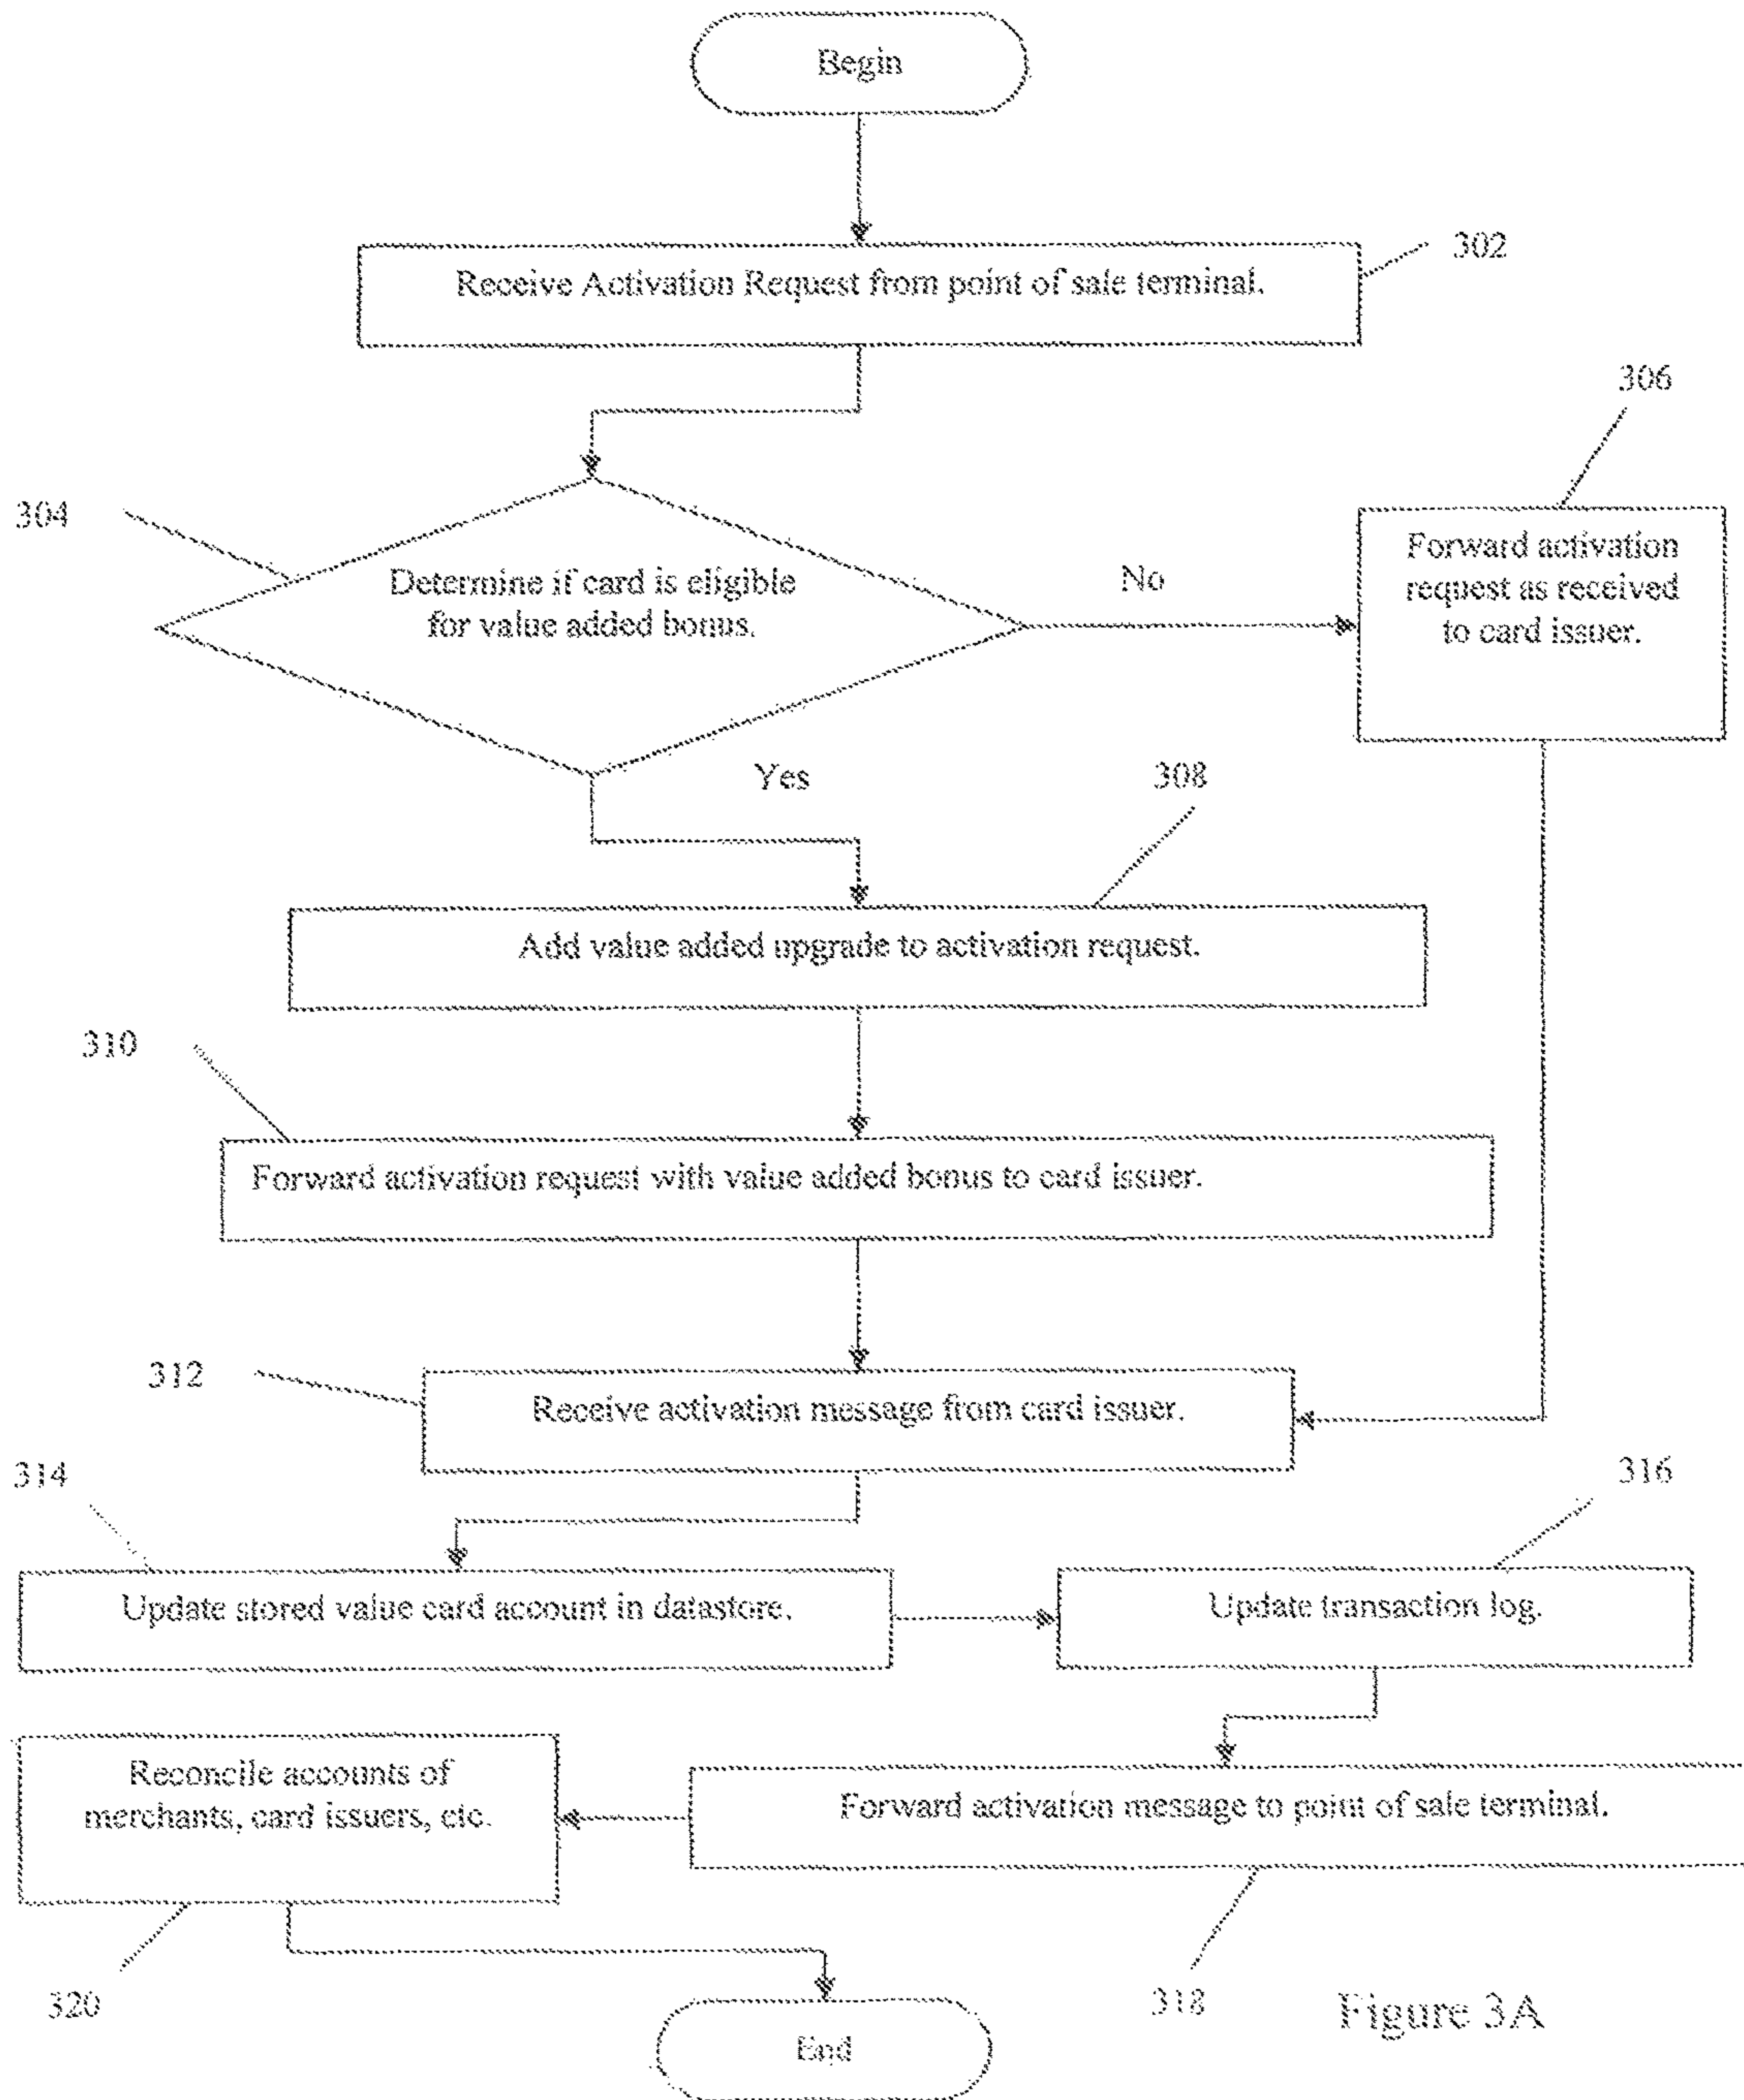 Begin
302
Receive Activation Request from point of sale terminal.
306
304
Forward activation
request as received
to card issuer.
Determine if card is eligible
for value added bonus.
No
Yes
308
Add value added upgrade to activation request.
310
Forward activation request with value added bonus to card issuer.
312
Receive activation message from card issuer.
314
316
Update stored value card account in datastore.
Update transaction log.
Reconcile accounts of
merchants, card issuers, etc.
Forward activation message to point of sale terminal.
320
318
Figure 3A
End